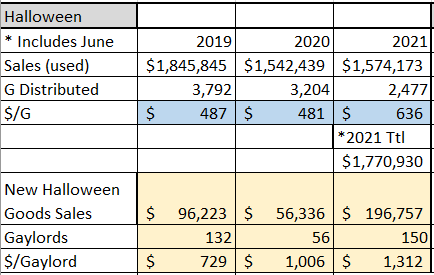 Halloween
* Includes June 2019 2020 2021
Sales (used) $1,845,845 $1,542,439 $1,574,173
G Distributed 3,792 3,204 2,477
$/G $ 487 $ 481 $ 636
*2021 Ttl
$1,770,930
New Halloween
Goods Sales $ 96,223 $ 56,336 $ 196,757
Gaylords 132 56 150
$/Gaylord $ 729 $ 1,006 $ 1,312